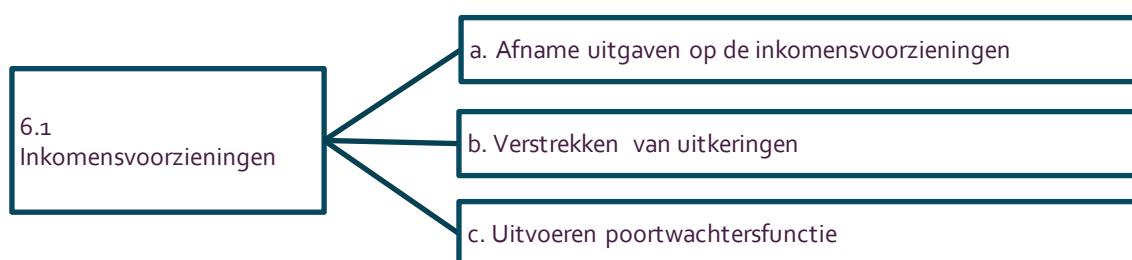 a. Afname uitgaven op de inkomensvoorzieningen
6.1
Inkomensvoorzieningen
b. Verstrekken van uitkeringen
c. Uitvoeren poortwachtersfunctie